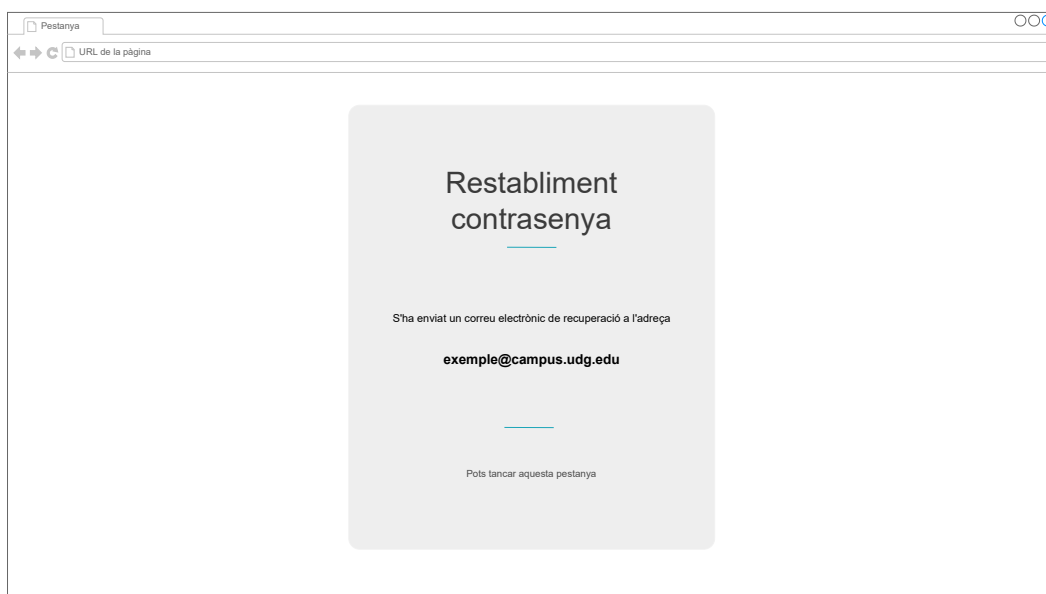 Pestanya
URL de la pàgina
Restabliment
contrasenya
S'ha enviat un correu electrònic de recuperació a l'adreça
exemple@campus.udg.edu
Pots tancar aquesta pestanya